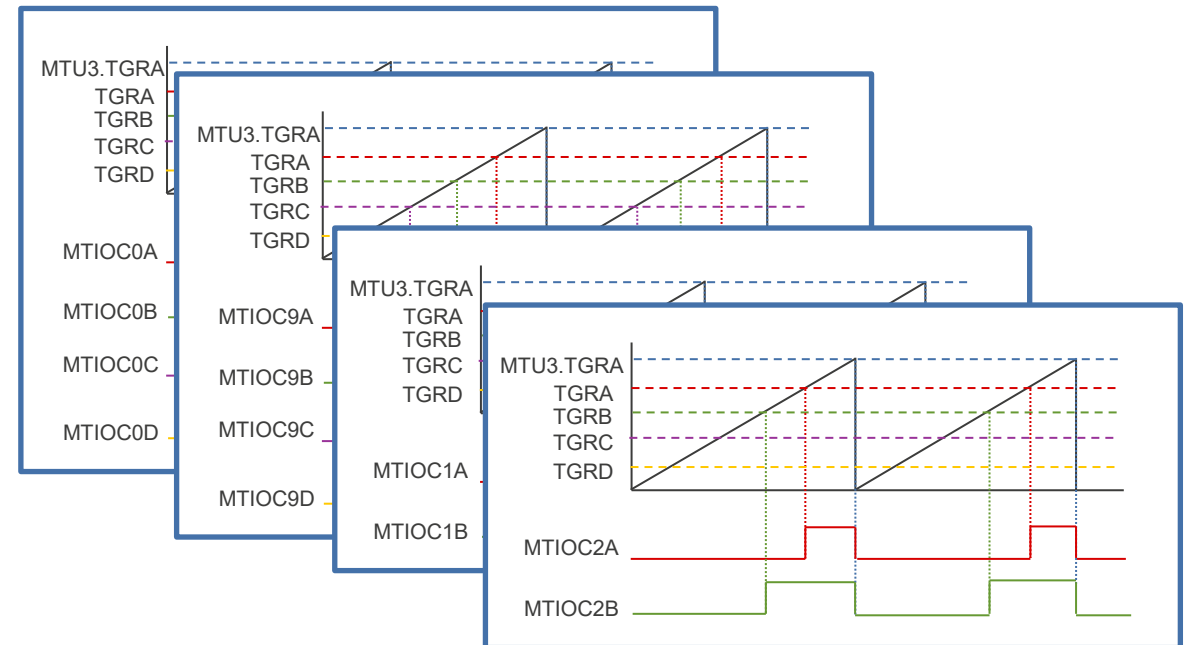 MTU3.TGRA
TGRA
TGRB
TGRC
TGRD
MTIOC0A
MTIOC0B
MTIOC0C
MTIOC0D
MTU3.TGRA
TGRA
TGRB
TGRC
TGRD
MTIOC9A
MTIOC9B
MTIOC9C
MTIOC9D
MTU3.TGRA
TGRA
TGRB
TGRC
TGRD
MTIOC1A
MTIOC1B
MTU3.TGRA
TGRA
TGRB
TGRC
TGRD
MTIOC2A
MTIOC2B